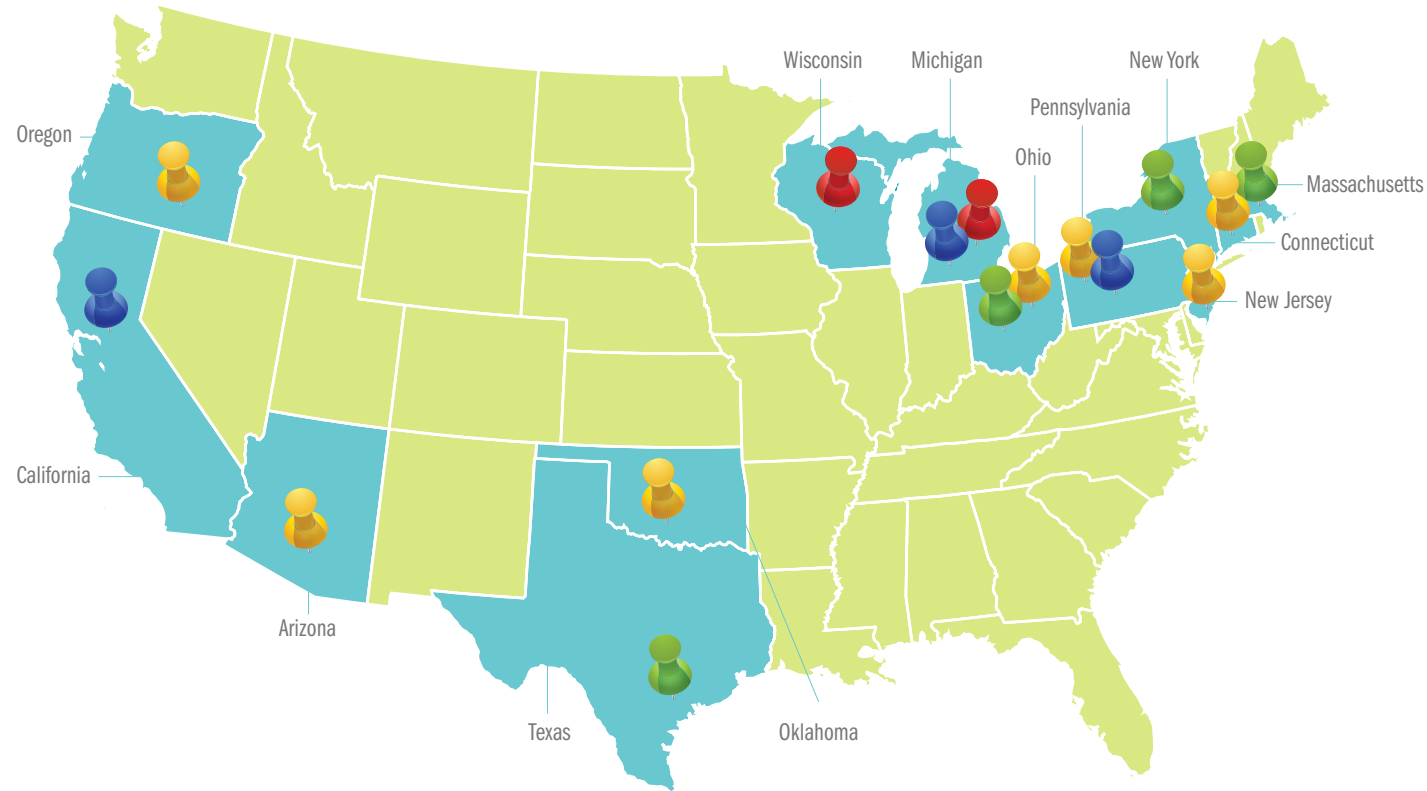 Wisconsin
Michigan
New York
Pennsylvania
Oregon
Ohio
Massachusetts
Connecticut
New Jersey
California
Arizona
Texas
Oklahoma